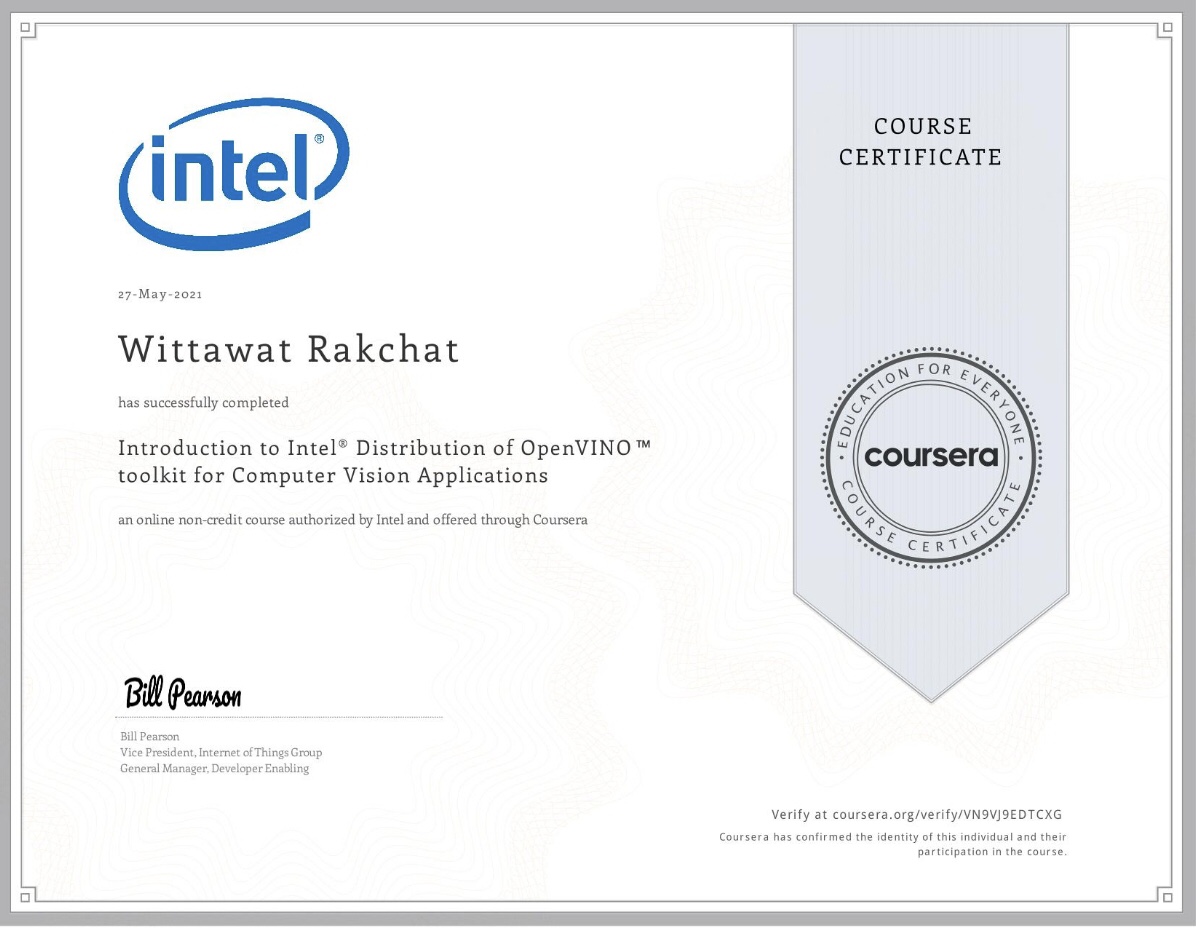 intel®
COURSE
CERTIFICATE
27-May-2021
Wittawat Rakchat
has successfully completed
Introduction to Intel® Distribution of OpenVINO™
toolkit for Computer Vision Applications
an online non-credit course authorized by Intel and offered through Coursera
EDUCATION FOR EVERYONE
coursera
COURSE CERTIFICATE
Bill Pearson
Bill Pearson
Vice President, Internet of Things Group
General Manager, Developer Enabling
Verify at coursera.org/verify/VN9VJ9EDTCXG
Coursera has confirmed the identity of this individual and their
participation in the course.